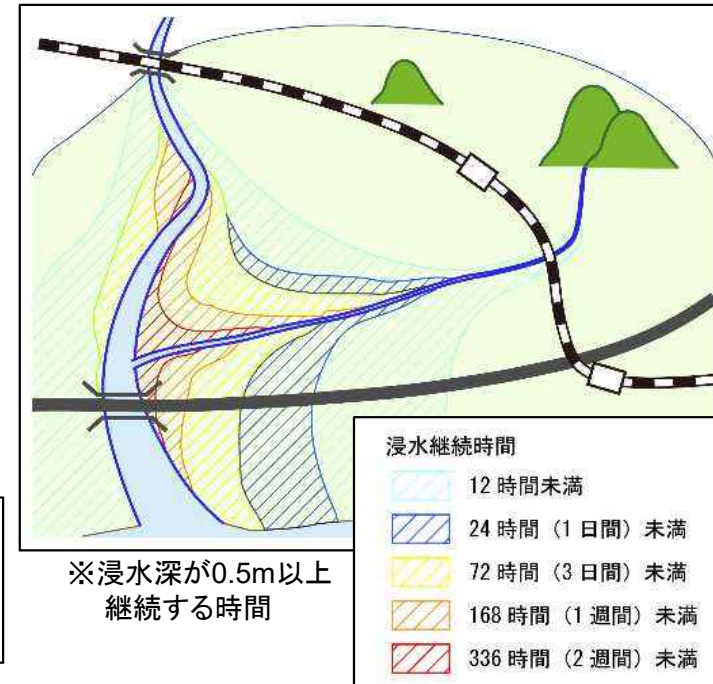 ※浸水深が0.5m以上
継続する時間
浸水継続時間
12 時間未満
24 時間（1 日間）未満
72 時間（3 日間）未満
168 時間（1 週間）未満
336 時間（2 週間）未満